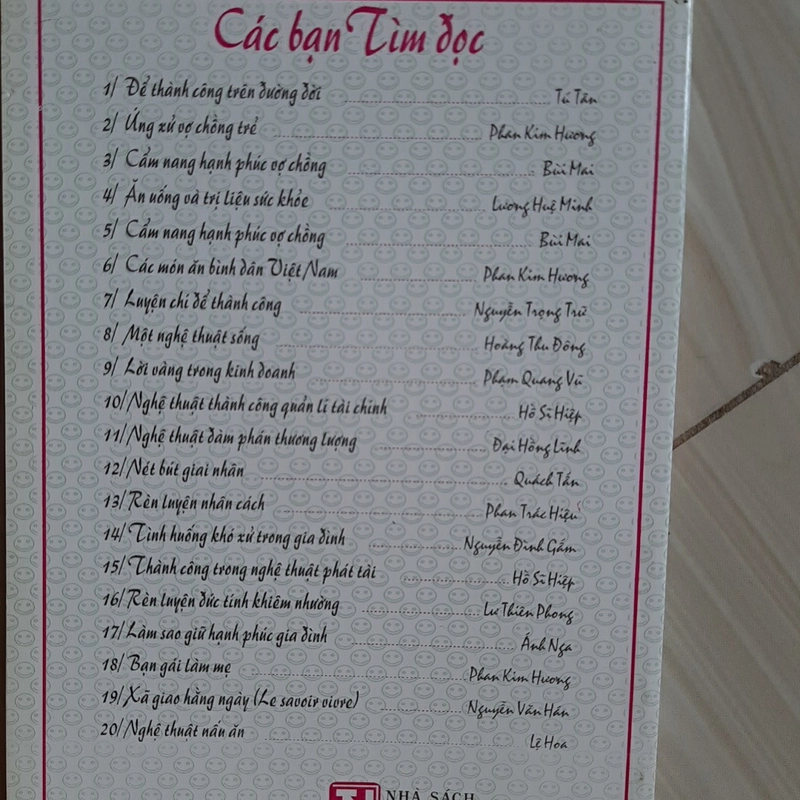 Các bạn Tìm đọc
1/ Để thành công trên đường đời ... Tú Tân
2/ Ứng xử vợ chồng trẻ ... Phan Kim Hương
3/ Cẩm nang hạnh phúc vợ chồng ... Bùi Mai
4/ Ăn uống và trị liệu sức khỏe ... Lương Huệ Minh
5/ Cẩm nang hạnh phúc vợ chồng ... Bùi Mai
6/ Các món ăn bình dân Việt Nam ... Phan Kim Hương
7/ Luyện chí để thành công ... Nguyễn Trọng Trữ
8/ Một nghệ thuật sống ... Hoàng Thu Đông
9/ Lời vàng trong kinh doanh ... Phạm Quang Vũ
10/ Nghệ thuật thành công quản lí tài chính ... Hồ Sĩ Hiệp
11/ Nghệ thuật đàm phán thương lượng ... Đại Hồng Lĩnh
12/ Nét bút giai nhân ... Quách Tấn
13/ Rèn luyện nhân cách ... Phan Trác Hiệu
14/ Tình huống khó xử trong gia đình ... Nguyễn Đình Gấm
15/ Thành công trong nghệ thuật phát tài ... Hồ Sĩ Hiệp
16/ Rèn luyện đức tính khiêm nhường ... Lư Thiên Phong
17/ Làm sao giữ hạnh phúc gia đình ... Ánh Nga
18/ Bạn gái làm mẹ ... Phan Kim Hương
19/ Xã giao hằng ngày (Le savoir vivre) ... Nguyễn Văn Hán
20/ Nghệ thuật nấu ăn ... Lệ Hoa
NHÀ SÁCH